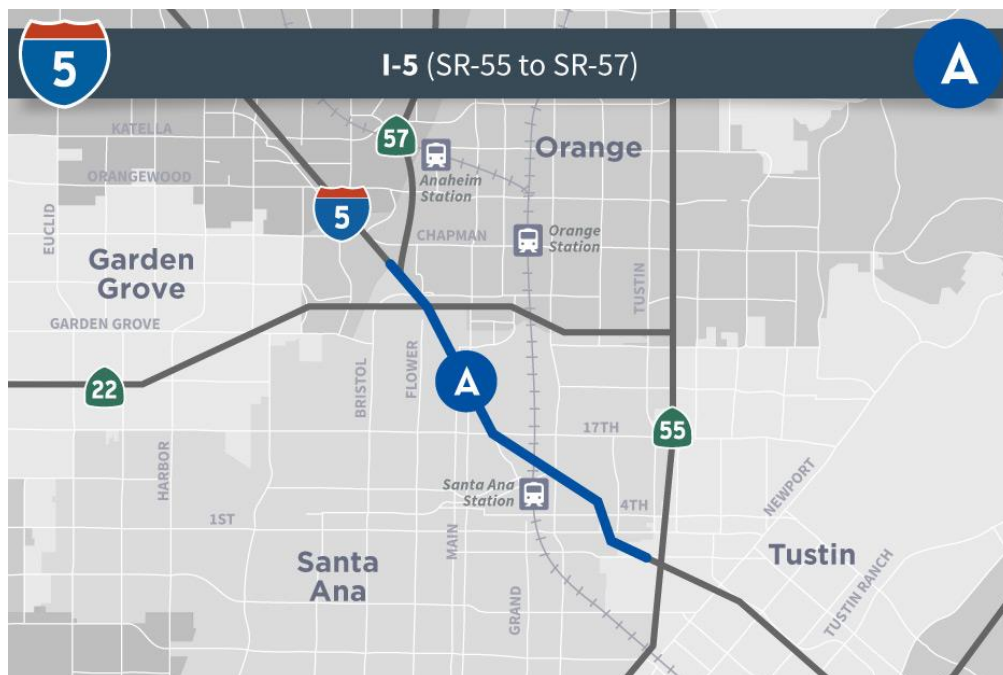 5
I-5 (SR-55 to SR-57)
A
KATELLA
57
Orange
ORANGEWOOD
Anaheim
Station
5
EUCLID
CHAPMAN
Orange
Station
Garden
Grove
TUSTIN
GARDEN GROVE
22
BRISTOL
FLOWER
A
17TH
55
HARBOR
NEWPORT
Santa Ana
Station
4TH
1ST
MAIN
Santa
Ana
Tustin
GRAND
TUSTIN RANCH